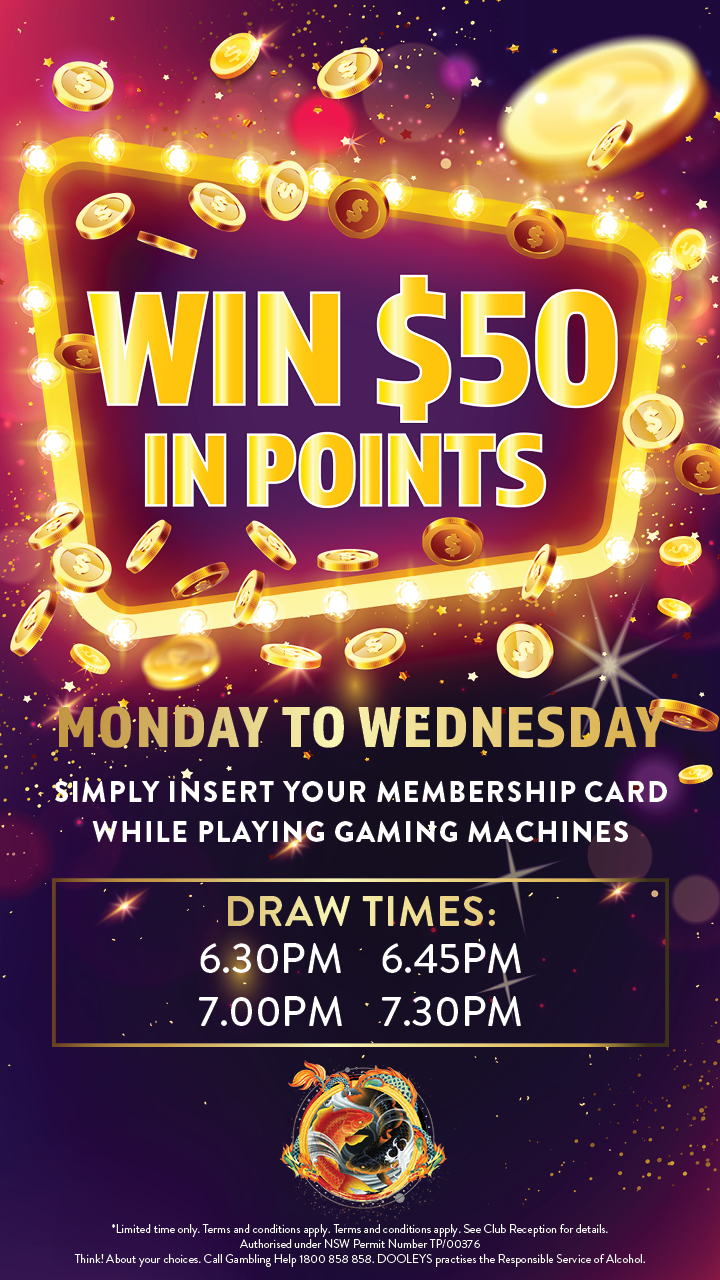 WIN $50
IN POINTS
MONDAY TO WEDNESDAY
SIMPLY INSERT YOUR MEMBERSHIP CARD
WHILE PLAYING GAMING MACHINES
DRAW TIMES:
6.30PM 6.45PM
7.00PM 7.30PM
*Limited time only. Terms and conditions apply. Terms and conditions apply. See Club Reception for details.
Authorised under NSW Permit Number TP/00376
Think! About your choices. Call Gambling Help 1800 858 858. DOOLEYS practises the Responsible Service of Alcohol.